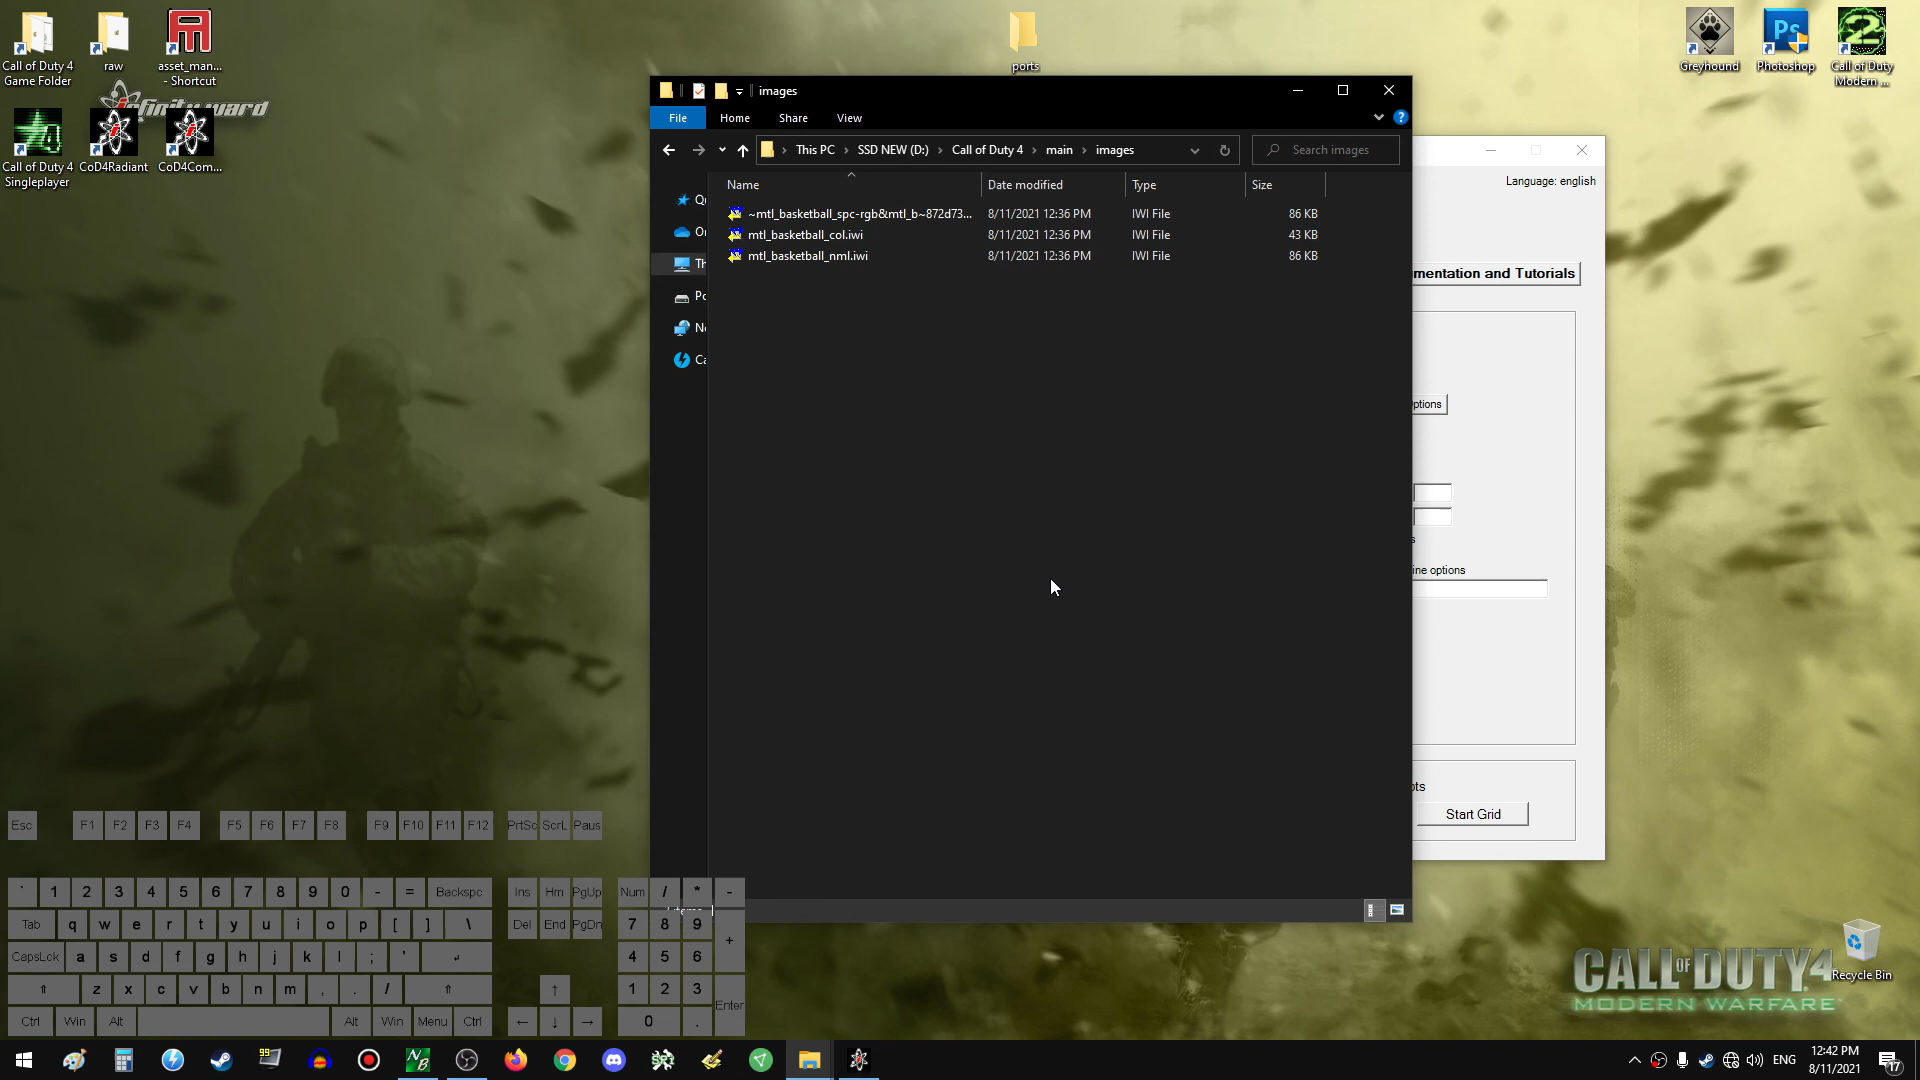 Call of Duty 4
Game Folder
raw
asset_man...
- Shortcut
ports
Greyhound
Photoshop
Call of Duty
Modern ...
infinity ward
Call of Duty 4
Singleplayer
CoD4Radiant
CoD4Com...
images
File
Home
Share
View
This PC
SSD NEW (D:)
Call of Duty 4
main
images
Search images
Name
Date modified
Type
Size
~mtl_basketball_spc-rgb&mtl_b~872d73...
8/11/2021 12:36 PM
IWI File
86 KB
mtl_basketball_col.iwi
8/11/2021 12:36 PM
IWI File
43 KB
mtl_basketball_nml.iwi
8/11/2021 12:36 PM
IWI File
86 KB
Language: english
mentation and Tutorials
ptions
ine options
Start Grid
Esc F1 F2 F3 F4 F5 F6 F7 F8 F9 F10 F11 F12 PrtSc ScrL Paus
` 1 2 3 4 5 6 7 8 9 0 - = Backspc Ins Hm PgUp Num / * -
Tab q w e r t y u i o p [ ] \ Del End PgDn 7 8 9 +
CapsLck a s d f g h j k l ; ' ↵ 4 5 6
⇧ z x c v b n m , . / ⇧ ↑ 1 2 3 Enter
Ctrl Win Alt Alt Win Menu Ctrl ← ↓ → 0 .
CALL OF DUTY 4
MODERN WARFARE
Recycle Bin
ENG
12:42 PM
8/11/2021
17